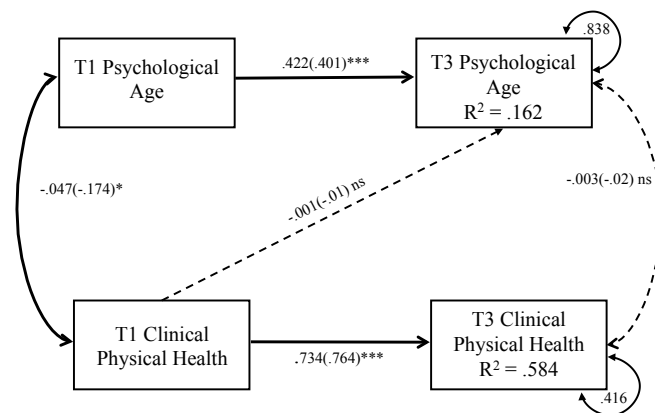 .838
T1 Psychological
Age
.422(.401)***
T3 Psychological
Age
R² = .162
-.047(-.174)*
-.001(-.01) ns
-.003(-.02) ns
T1 Clinical
Physical Health
.734(.764)***
T3 Clinical
Physical Health
R² = .584
.416